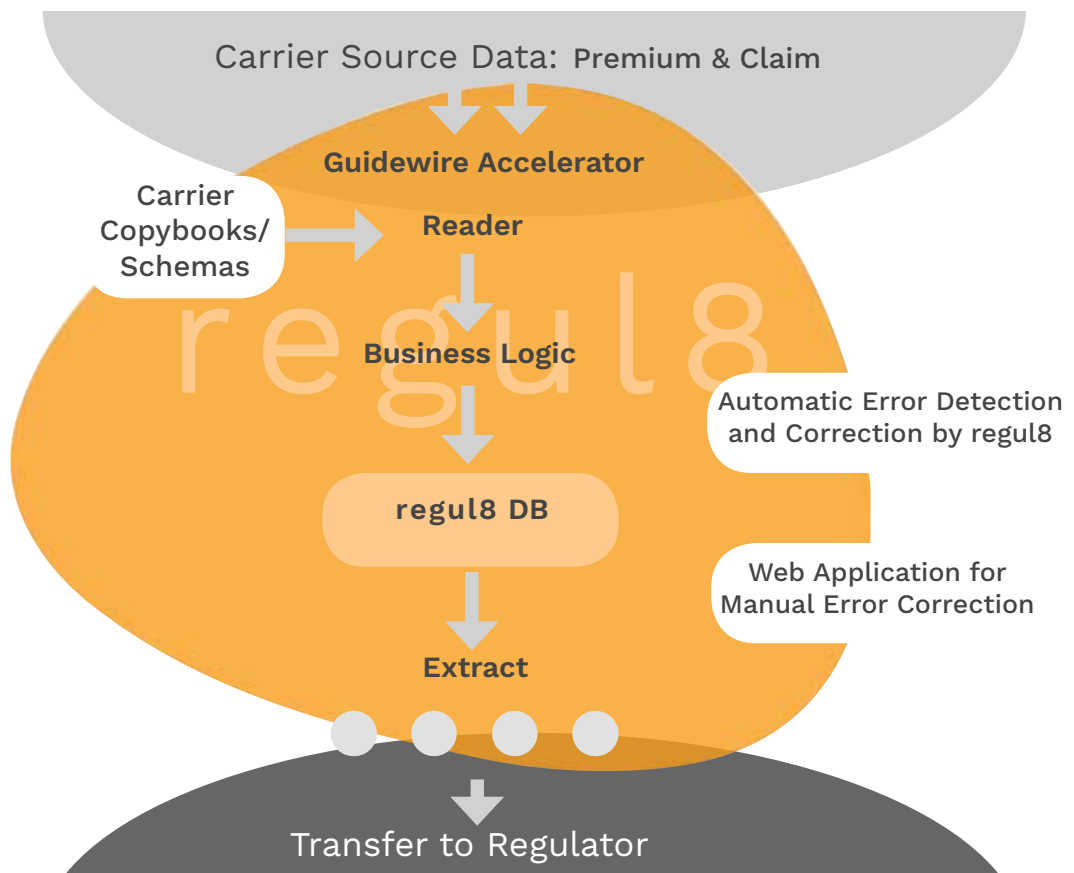 Carrier Source Data: Premium & Claim
Guidewire Accelerator
Carrier
Copybooks/
Schemas
Reader
regul8
Business Logic
Automatic Error Detection
and Correction by regul8
regul8 DB
Web Application for
Manual Error Correction
Extract
Transfer to Regulator